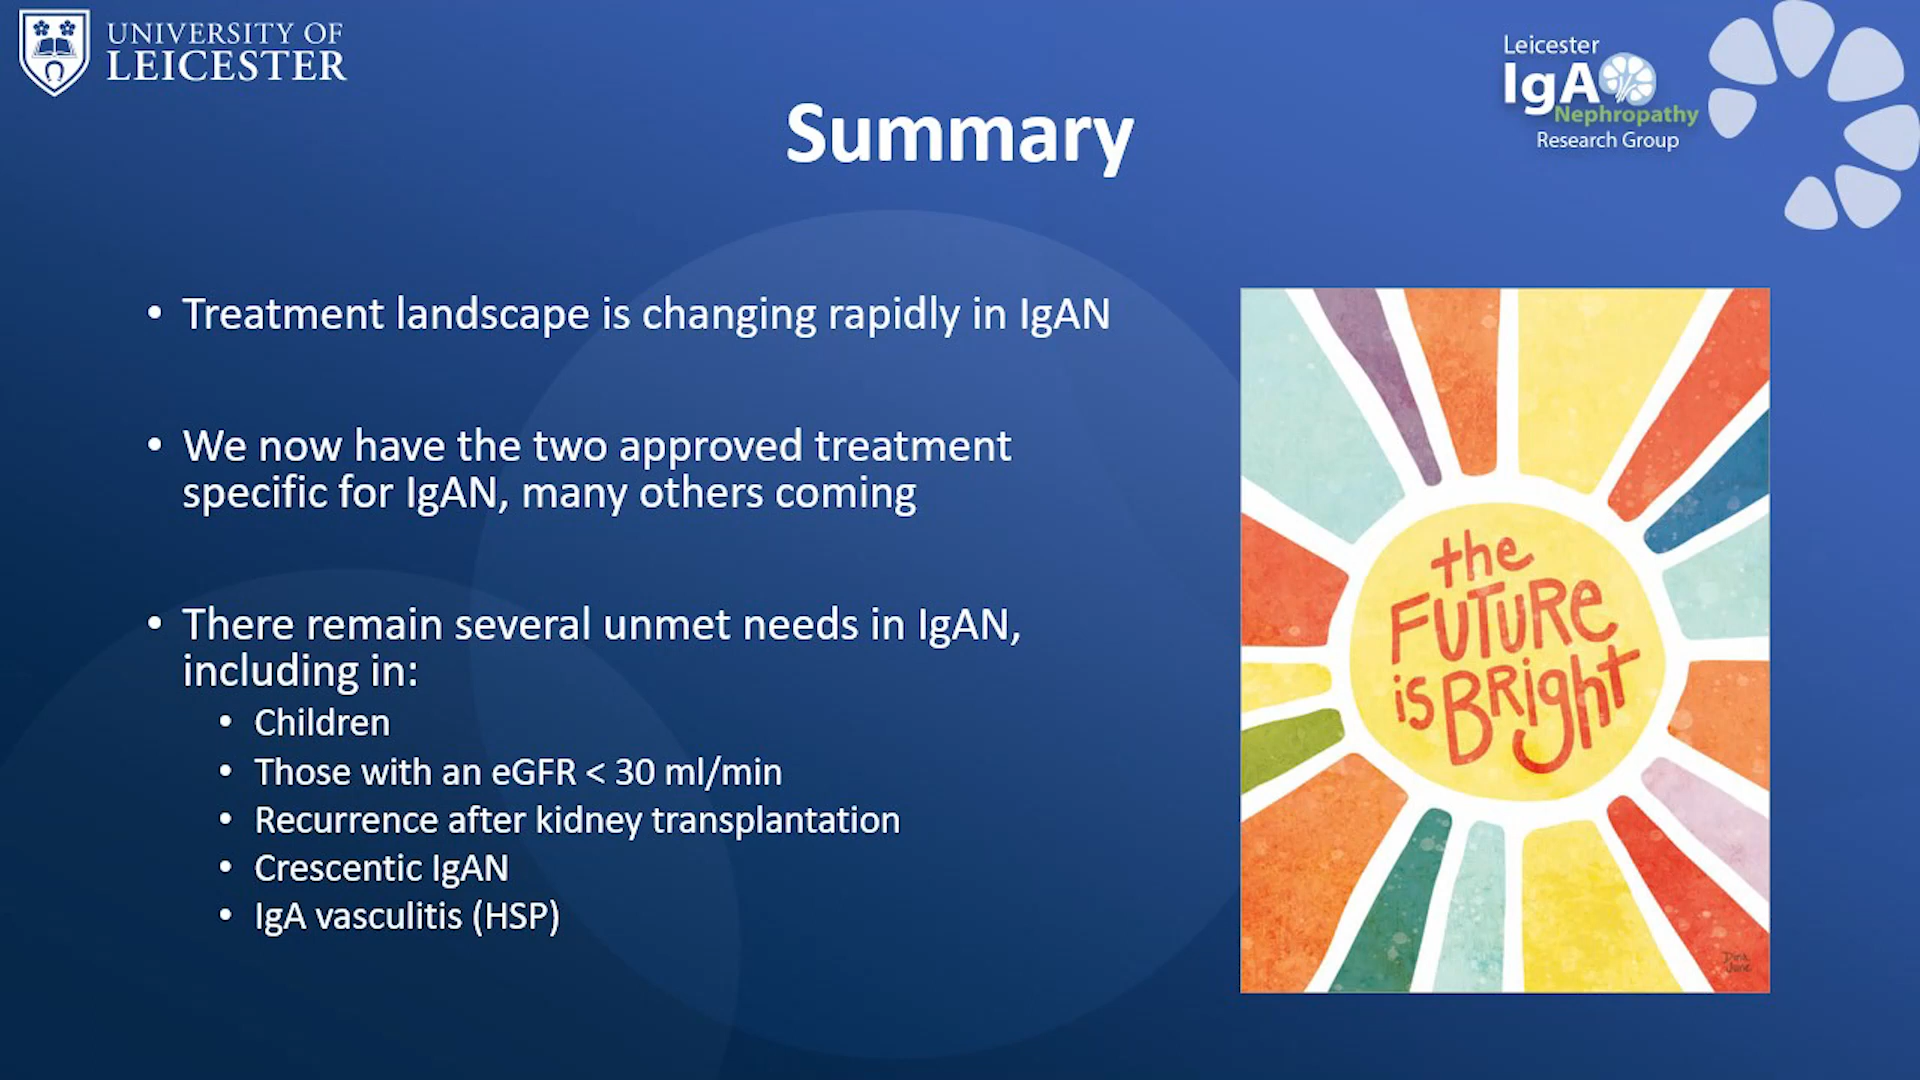 UNIVERSITY OF
LEICESTER
Leicester
IgA
Nephropathy
Research Group
Summary
• Treatment landscape is changing rapidly in IgAN
• We now have the two approved treatment
specific for IgAN, many others coming
• There remain several unmet needs in IgAN,
including in:
• Children
• Those with an eGFR < 30 ml/min
• Recurrence after kidney transplantation
• Crescentic IgAN
• IgA vasculitis (HSP)
the
FUTURE
is BRight